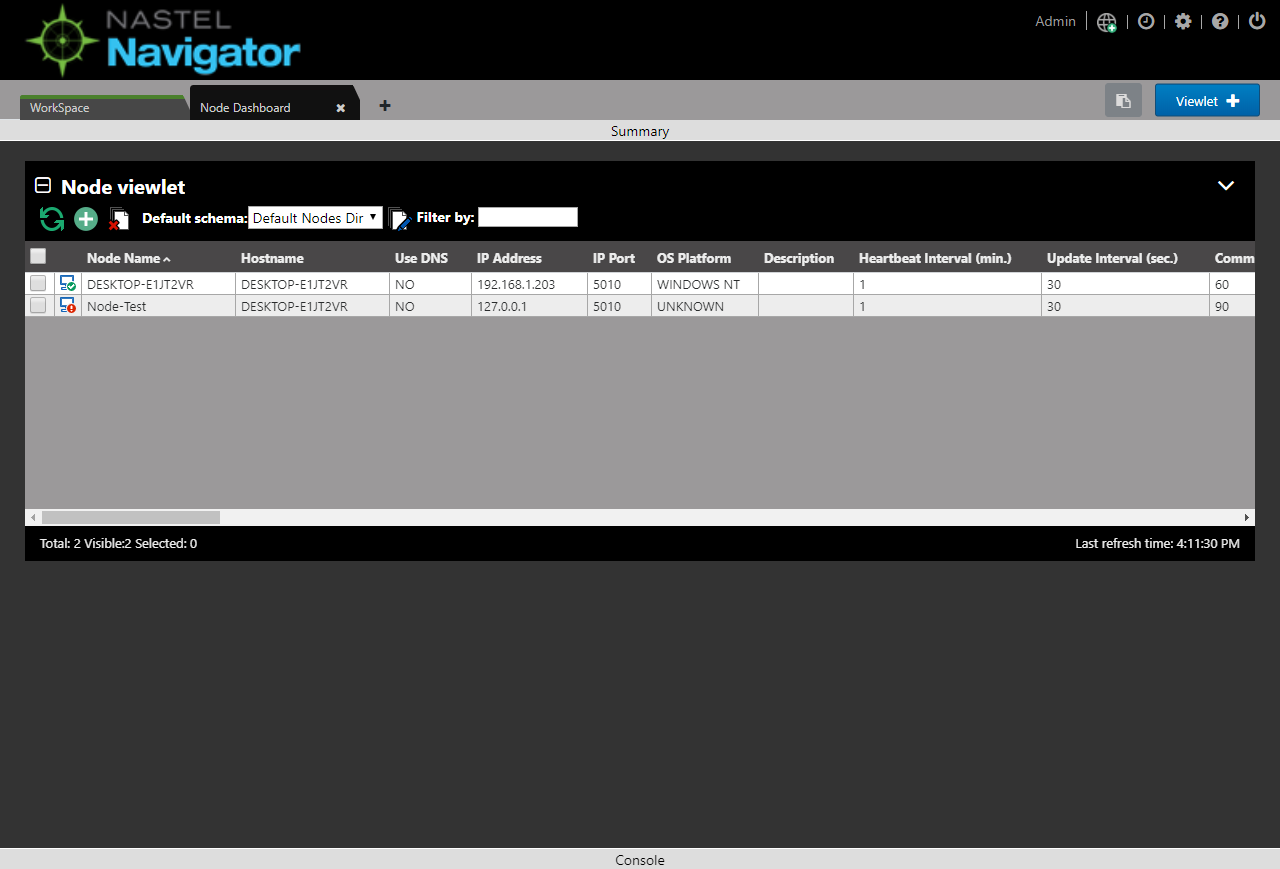 NASTEL
Navigator
Admin
WorkSpace
Node Dashboard
Viewlet
Summary
Node viewlet
Default schema: Default Nodes Dir Filter by:
Node Name Hostname Use DNS IP Address IP Port OS Platform Description Heartbeat Interval (min.) Update Interval (sec.) Comm
DESKTOP-E1JT2VR DESKTOP-E1JT2VR NO 192.168.1.203 5010 WINDOWS NT 1 30 60
Node-Test DESKTOP-E1JT2VR NO 127.0.0.1 5010 UNKNOWN 1 30 90
Total: 2 Visible:2 Selected: 0
Last refresh time: 4:11:30 PM
Console